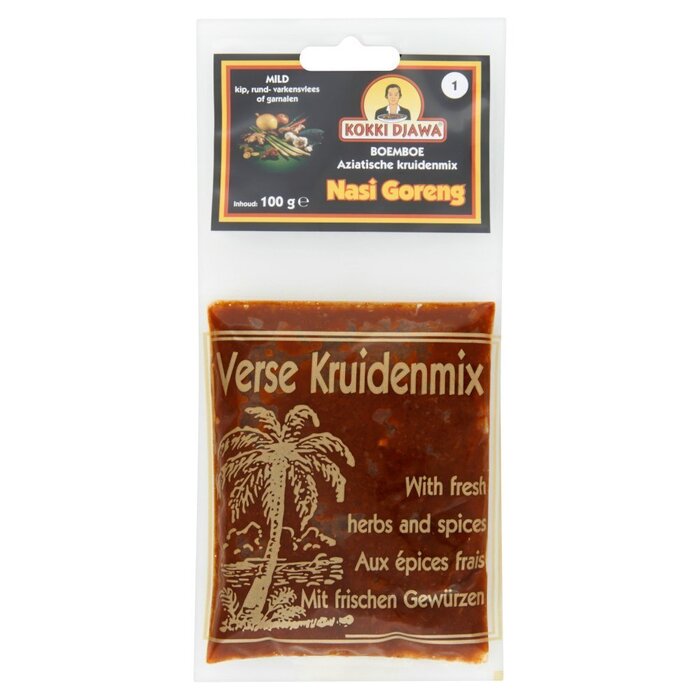 MILD
kip, rund- varkensvlees
of garnalen
1
KOKKI DJAWA
BOEMBOE
Aziatische kruidenmix
Nasi Goreng
Inhoud: 100 g ℮
Verse Kruidenmix
With fresh
herbs and spices
Aux épices frais
Mit frischen Gewürzen